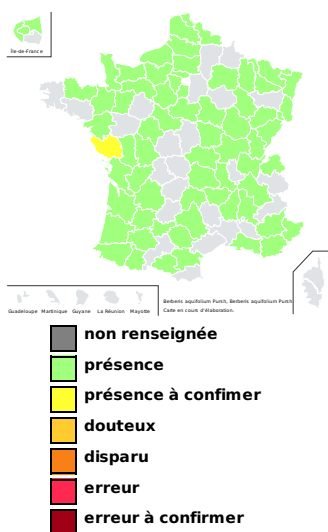 Île-de-France
Guadeloupe Martinique Guyane La Réunion Mayotte
Berberis aquifolium Pursh, Berberis aquifolium Pursh
Carte en cours d'élaboration.
non renseignée
présence
présence à confimer
douteux
disparu
erreur
erreur à confirmer